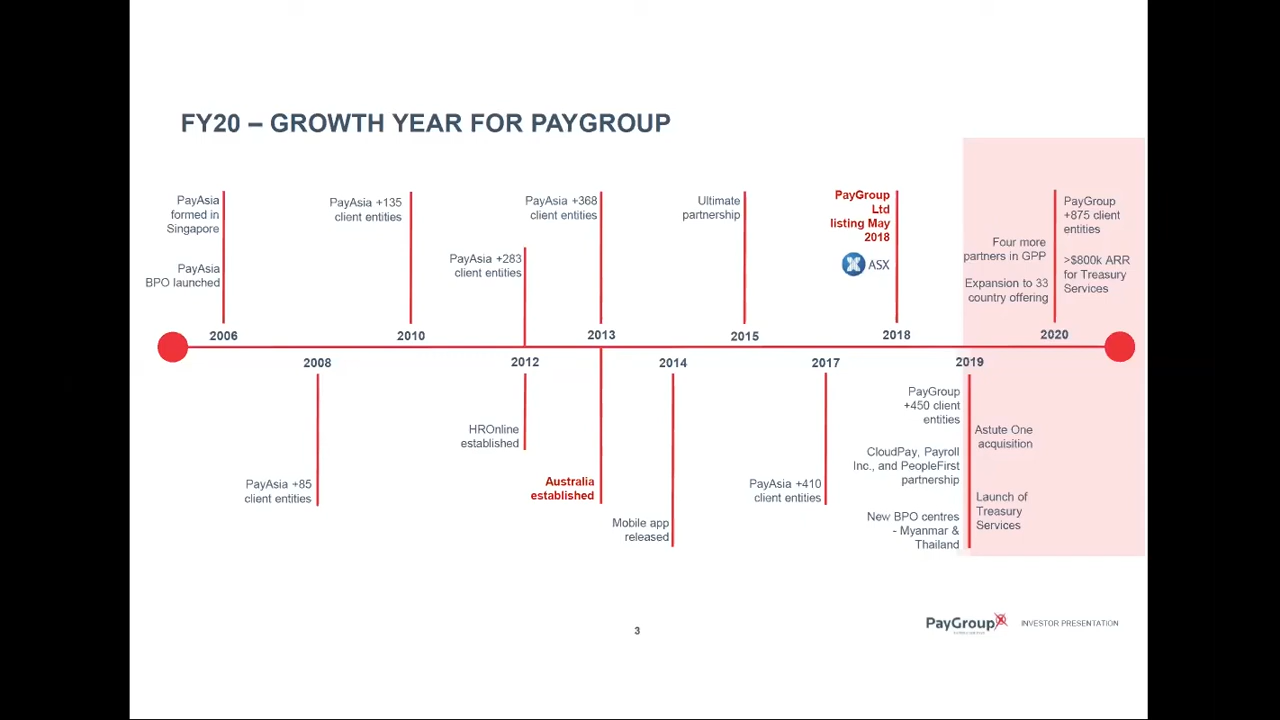 FY20 – GROWTH YEAR FOR PAYGROUP
PayAsia
formed in
Singapore
PayAsia
BPO launched
2006
PayAsia +85
client entities
2008
PayAsia +135
client entities
2010
PayAsia +283
client entities
2012
HROnline
established
PayAsia +368
client entities
2013
Australia
established
2014
Mobile app
released
Ultimate
partnership
2015
2017
PayAsia +410
client entities
PayGroup
Ltd
listing May
2018
ASX
2018
2019
PayGroup
+450 client
entities
CloudPay, Payroll
Inc., and PeopleFirst
partnership
New BPO centres
- Myanmar &
Thailand
Astute One
acquisition
Launch of
Treasury
Services
Four more
partners in GPP
Expansion to 33
country offering
PayGroup
+875 client
entities
>$800k ARR
for Treasury
Services
2020
3
PayGroup
INVESTOR PRESENTATION